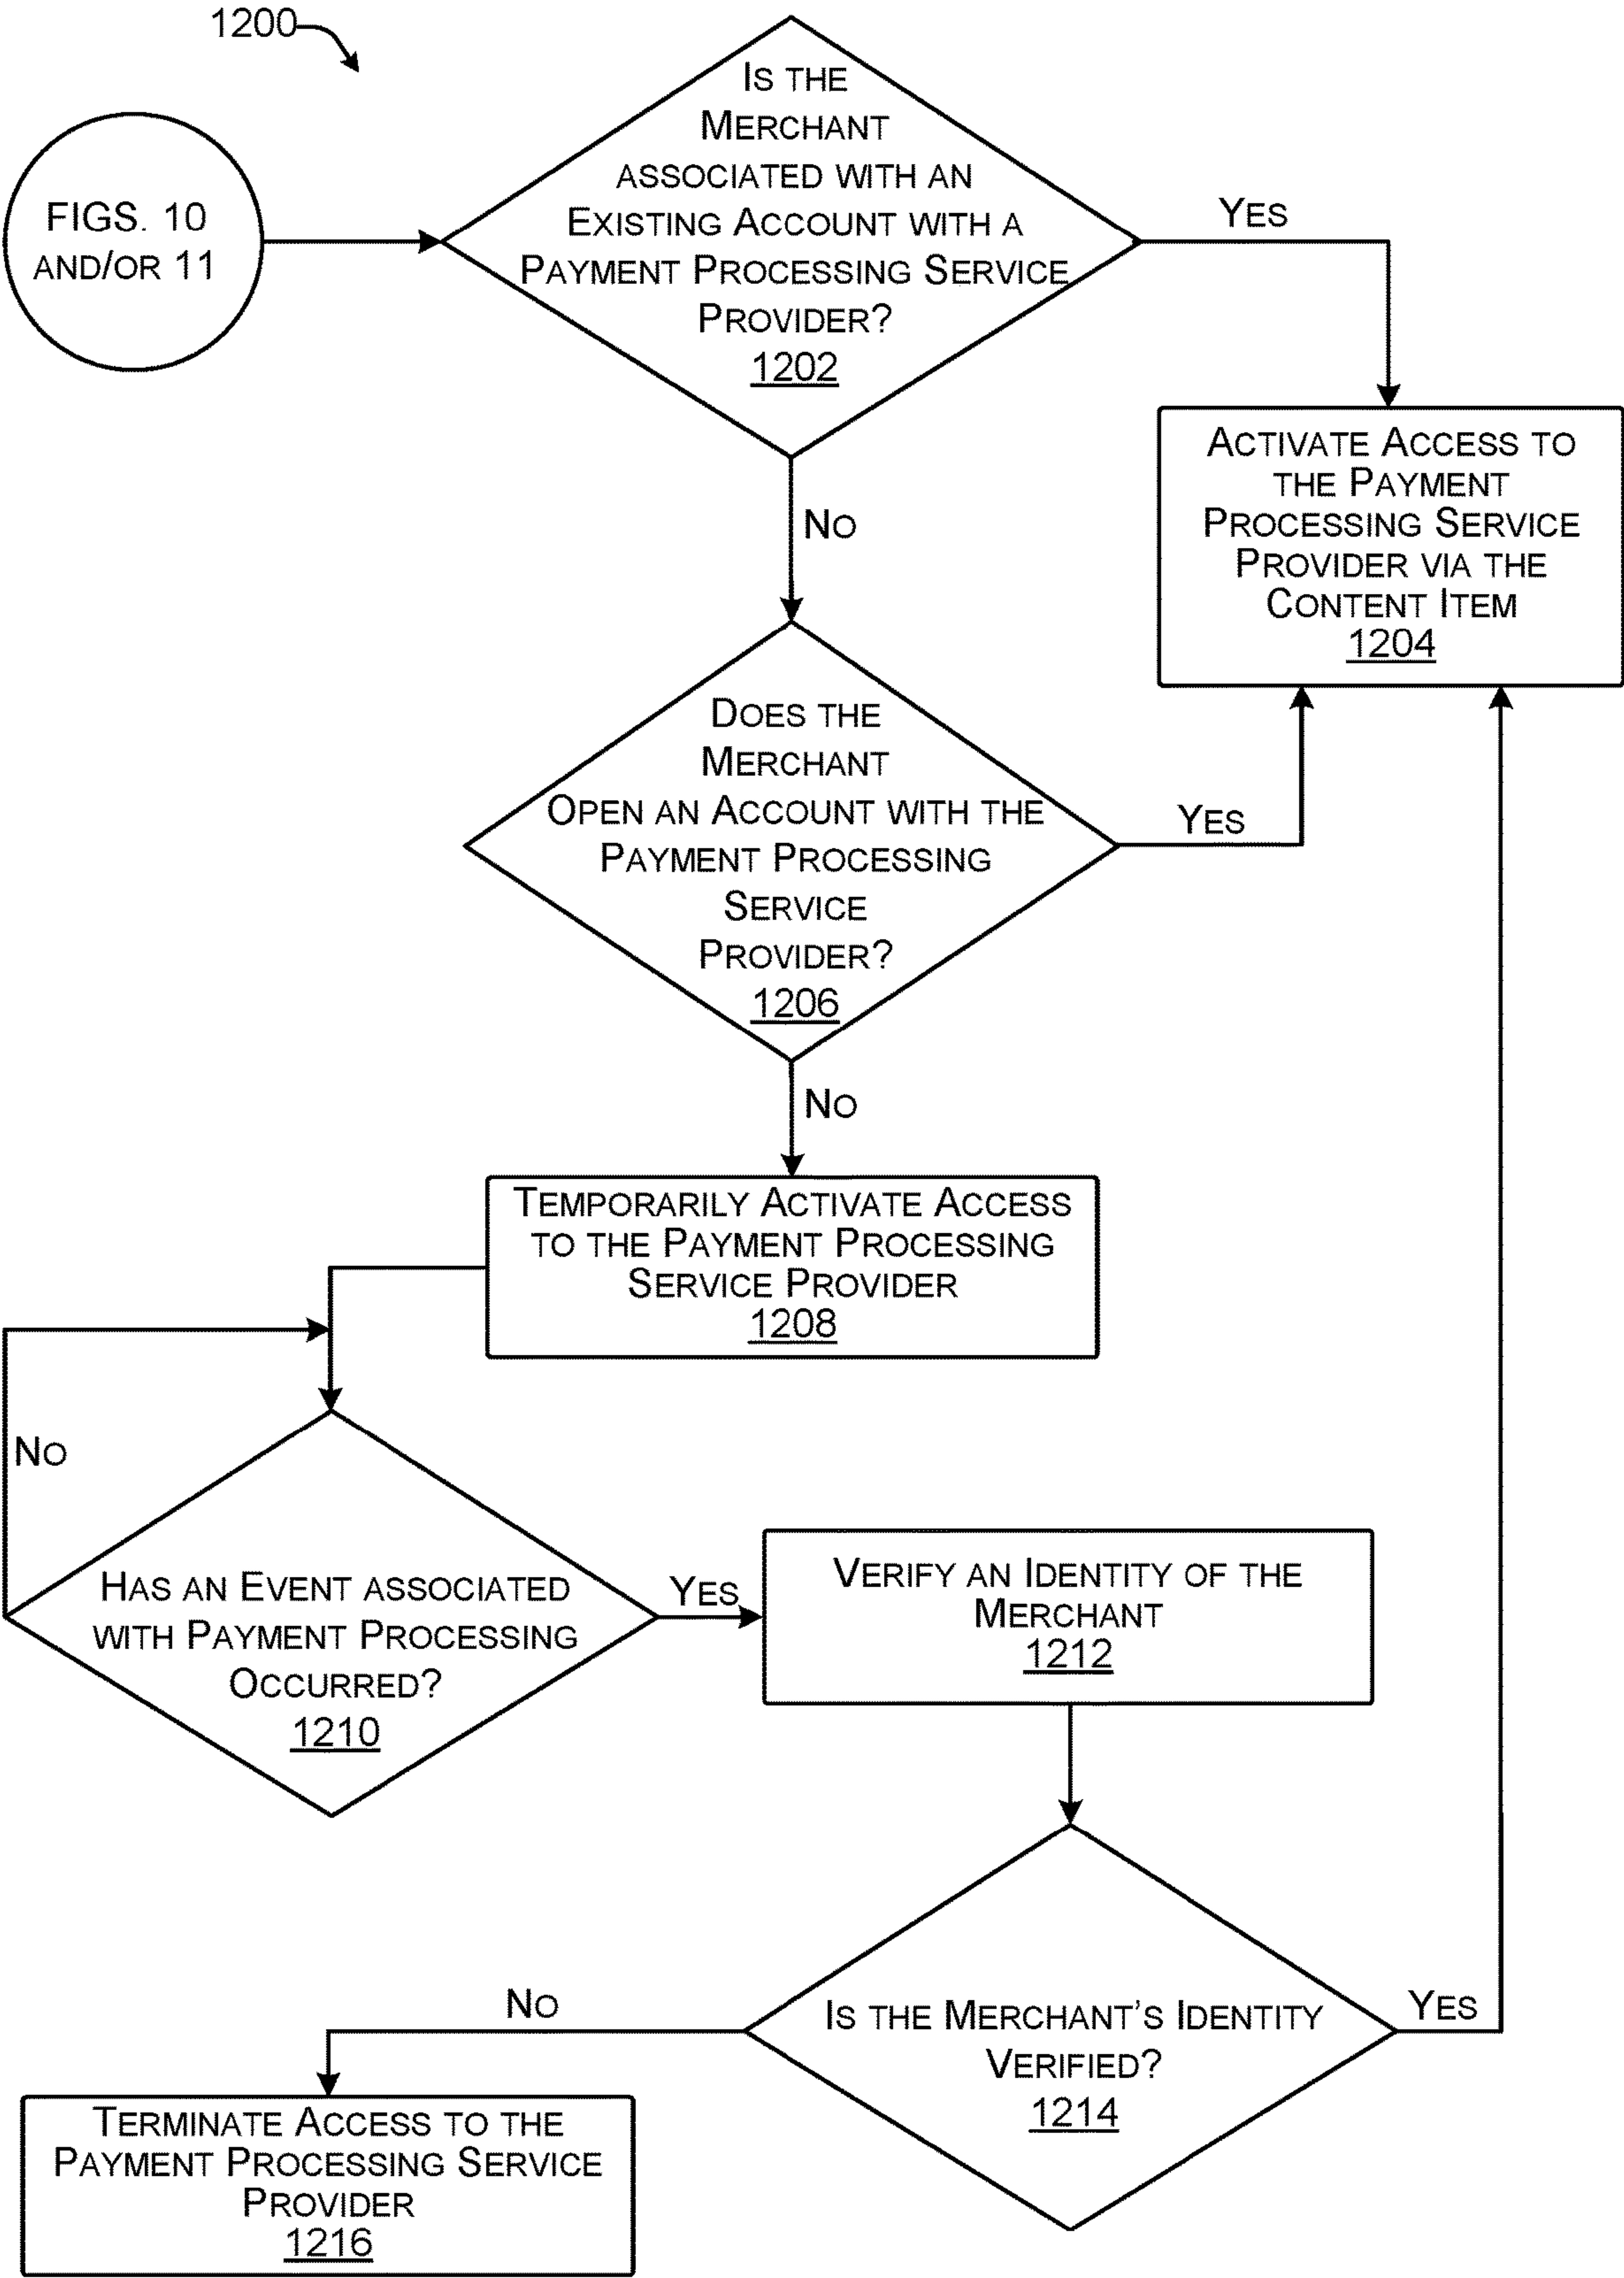 1200
FIGS. 10
AND/OR 11
IS THE
MERCHANT
ASSOCIATED WITH AN
EXISTING ACCOUNT WITH A
PAYMENT PROCESSING SERVICE
PROVIDER?
1202
YES
ACTIVATE ACCESS TO
THE PAYMENT
PROCESSING SERVICE
PROVIDER VIA THE
CONTENT ITEM
1204
NO
DOES THE
MERCHANT
OPEN AN ACCOUNT WITH THE
PAYMENT PROCESSING
SERVICE
PROVIDER?
1206
YES
NO
TEMPORARILY ACTIVATE ACCESS
TO THE PAYMENT PROCESSING
SERVICE PROVIDER
1208
NO
HAS AN EVENT ASSOCIATED
WITH PAYMENT PROCESSING
OCCURRED?
1210
YES
VERIFY AN IDENTITY OF THE
MERCHANT
1212
IS THE MERCHANT'S IDENTITY
VERIFIED?
1214
YES
NO
TERMINATE ACCESS TO THE
PAYMENT PROCESSING SERVICE
PROVIDER
1216